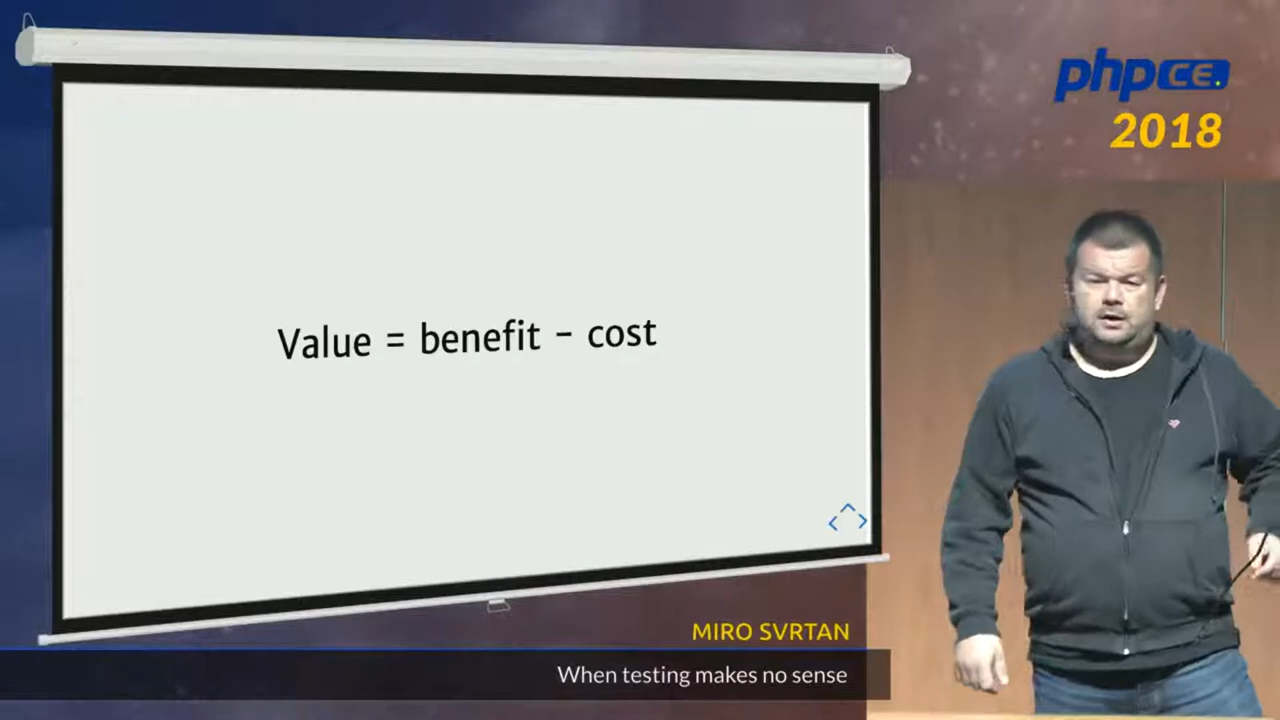 phpCE.
2018
Value = benefit - cost
MIRO SVRTAN
When testing makes no sense